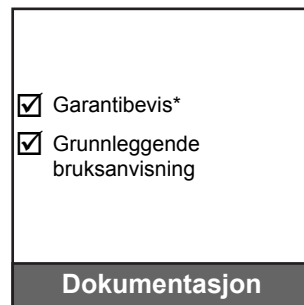 ☑ Garantibevis*
☑ Grunnleggende
bruksanvisning
Dokumentasjon